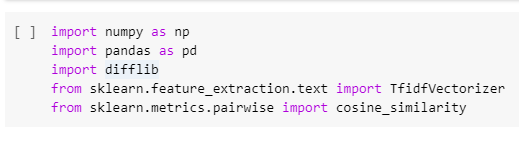 [ ] import numpy as np
import pandas as pd
import difflib
from sklearn.feature_extraction.text import TfidfVectorizer
from sklearn.metrics.pairwise import cosine_similarity